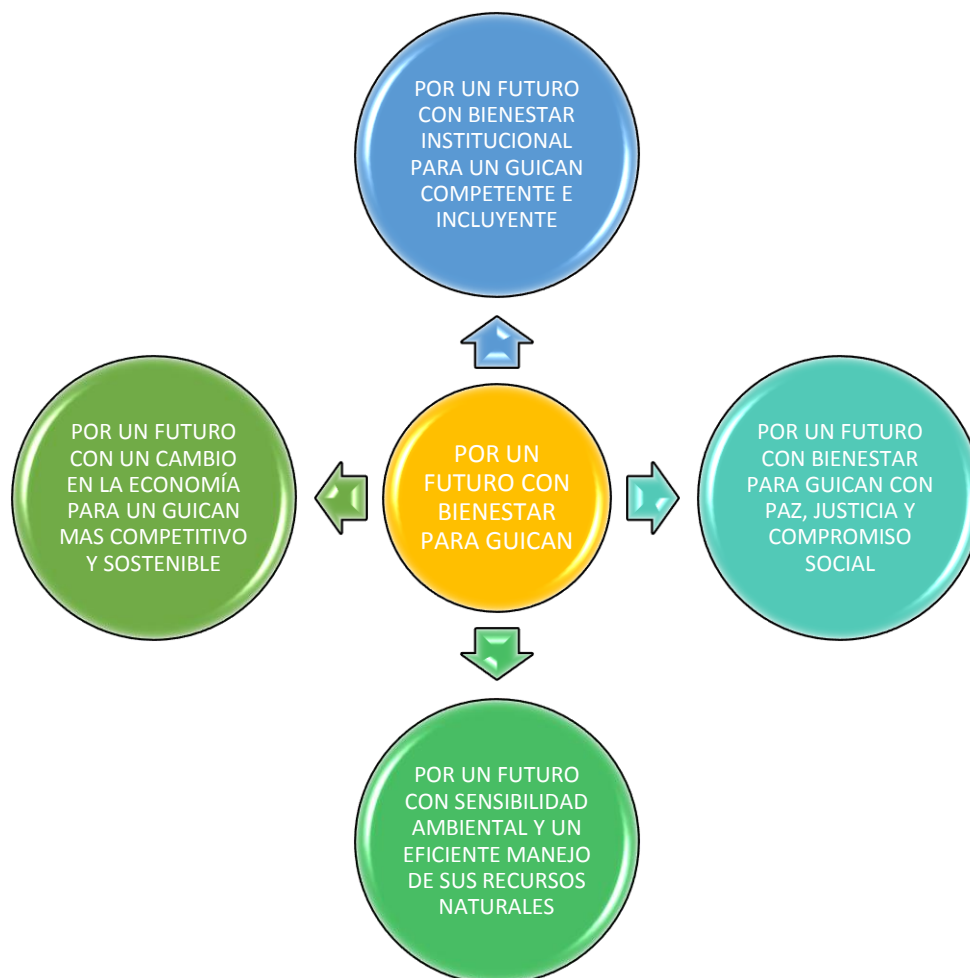 POR UN FUTURO
CON BIENESTAR
INSTITUCIONAL
PARA UN GUICAN
COMPETENTE E
INCLUYENTE
POR UN FUTURO
CON UN CAMBIO
EN LA ECONOMÍA
PARA UN GUICAN
MAS COMPETITIVO
Y SOSTENIBLE
POR UN
FUTURO CON
BIENESTAR
PARA GUICAN
POR UN FUTURO
CON BIENESTAR
PARA GUICAN CON
PAZ, JUSTICIA Y
COMPROMISO
SOCIAL
POR UN FUTURO
CON SENSIBILIDAD
AMBIENTAL Y UN
EFICIENTE MANEJO
DE SUS RECURSOS
NATURALES